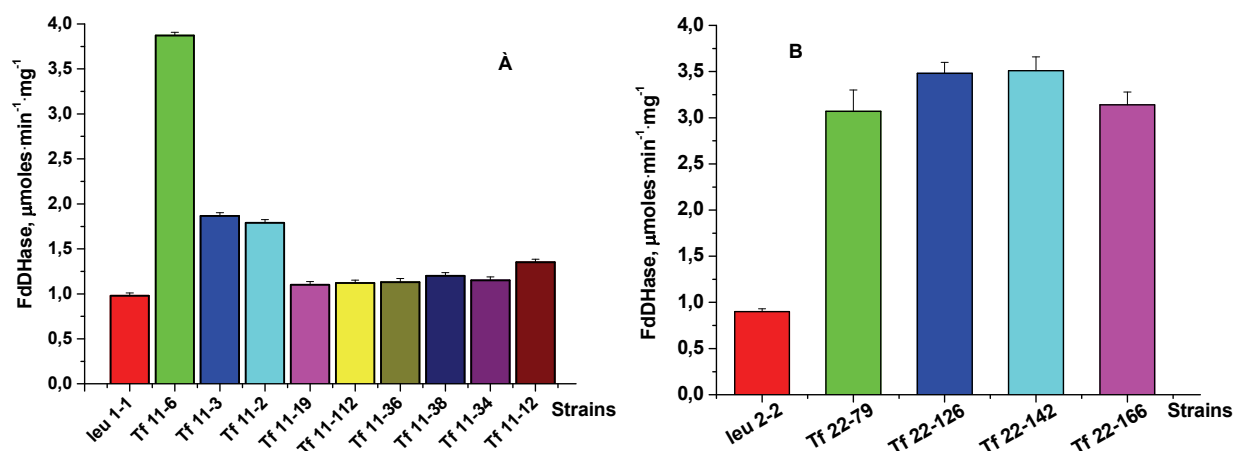 À
FdDHase, µmoles·min⁻¹·mg⁻¹
4,0
3,5
3,0
2,5
2,0
1,5
1,0
0,5
0,0
leu 1-1
Tf 11-6
Tf 11-3
Tf 11-2
Tf 11-19
Tf 11-112
Tf 11-36
Tf 11-38
Tf 11-34
Tf 11-12
Strains
B
FdDHase, µmoles·min⁻¹·mg⁻¹
4,0
3,5
3,0
2,5
2,0
1,5
1,0
0,5
0,0
leu 2-2
Tf 22-79
Tf 22-126
Tf 22-142
Tf 22-166
Strains